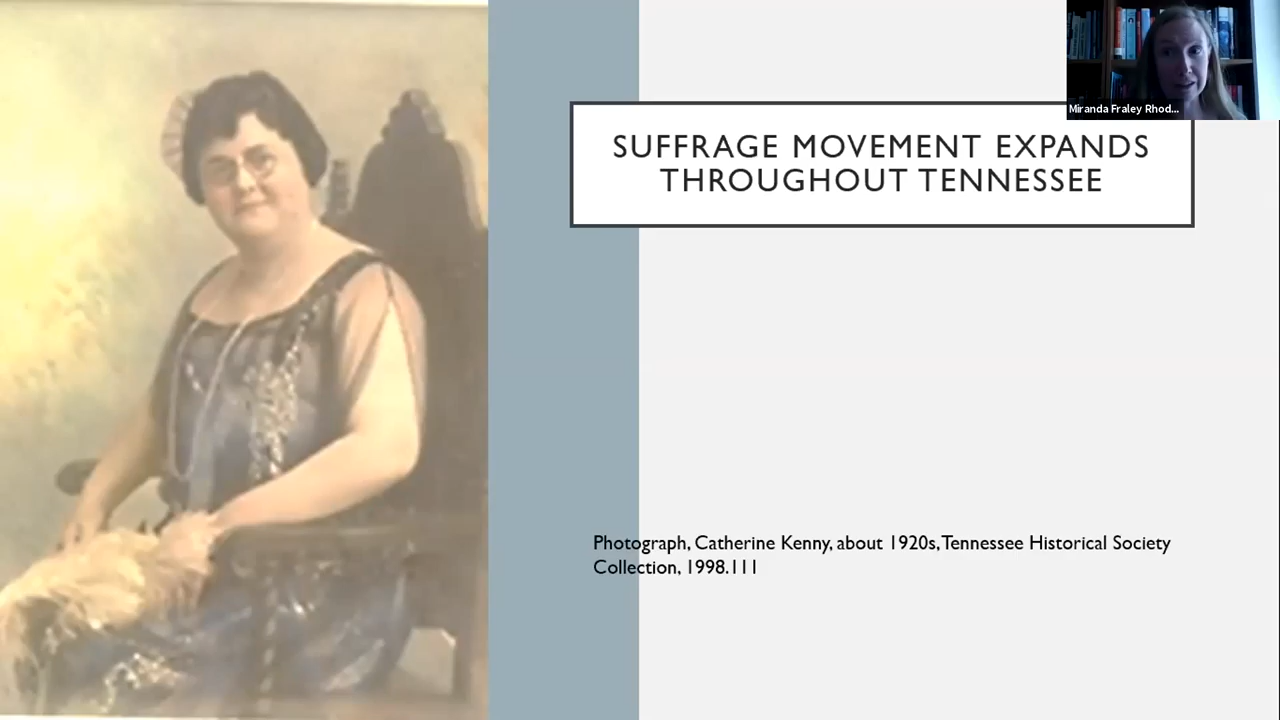 Miranda Fraley Rhod...
SUFFRAGE MOVEMENT EXPANDS
THROUGHOUT TENNESSEE
Photograph, Catherine Kenny, about 1920s, Tennessee Historical Society
Collection, 1998.111